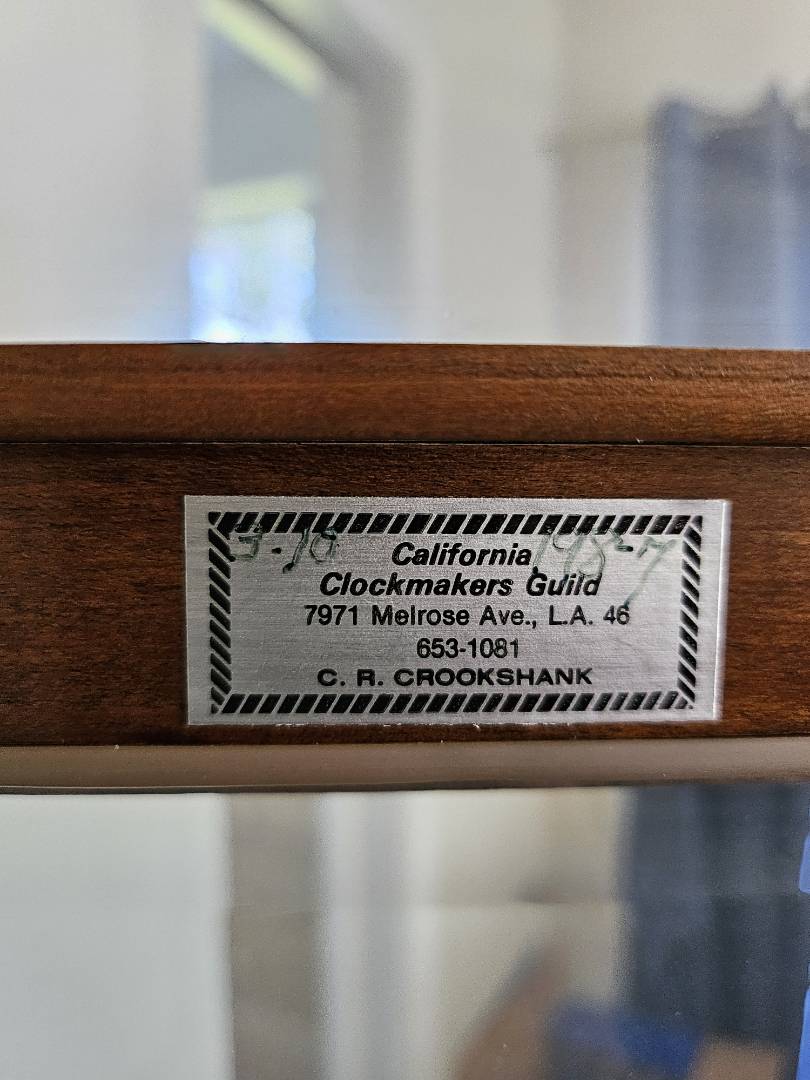 California
Clockmakers Guild
7971 Melrose Ave., L.A. 46
653-1081
C. R. CROOKSHANK